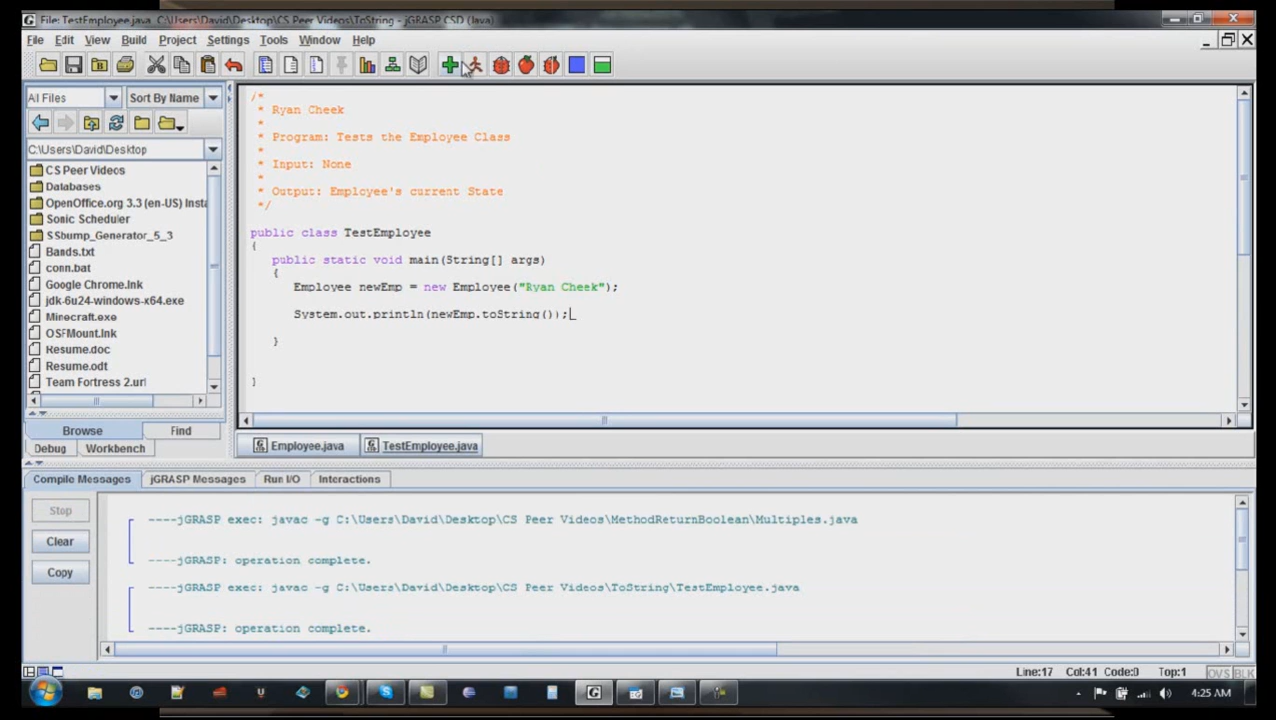 File: TestEmployee.java C:\Users\David\Desktop\CS Peer Videos\ToString - jGRASP CSD (Java)
File Edit View Build Project Settings Tools Window Help
All Files Sort By Name
C:\Users\David\Desktop
CS Peer Videos
Databases
OpenOffice.org 3.3 (en-US) Insta
Sonic Scheduler
SSbump_Generator_5_3
Bands.txt
conn.bat
Google Chrome.lnk
jdk-6u24-windows-x64.exe
Minecraft.exe
OSFMount.lnk
Resume.doc
Resume.odt
Team Fortress 2.url
Browse Find
Debug Workbench
/*
* Ryan Cheek
*
* Program: Tests the Employee Class
*
* Input: None
*
* Output: Employee's current State
*/
public class TestEmployee
{
public static void main(String[] args)
{
Employee newEmp = new Employee("Ryan Cheek");
System.out.println(newEmp.toString());
}
}
Employee.java TestEmployee.java
Compile Messages jGRASP Messages Run I/O Interactions
Stop
Clear
Copy
----jGRASP exec: javac -g C:\Users\David\Desktop\CS Peer Videos\MethodReturnBoolean\Multiples.java
----jGRASP: operation complete.
----jGRASP exec: javac -g C:\Users\David\Desktop\CS Peer Videos\ToString\TestEmployee.java
----jGRASP: operation complete.
Line:17 Col:41 Code:0 Top:1 OVS BLK
4:25 AM